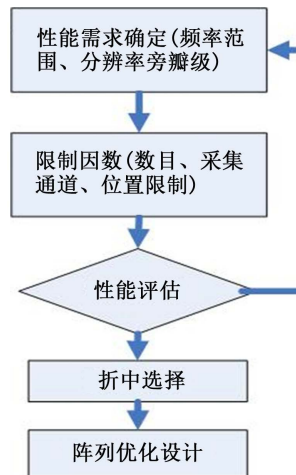 性能需求确定(频率范
围、分辨率旁瓣级)
限制因数(数目、采集
通道、位置限制)
性能评估
折中选择
阵列优化设计